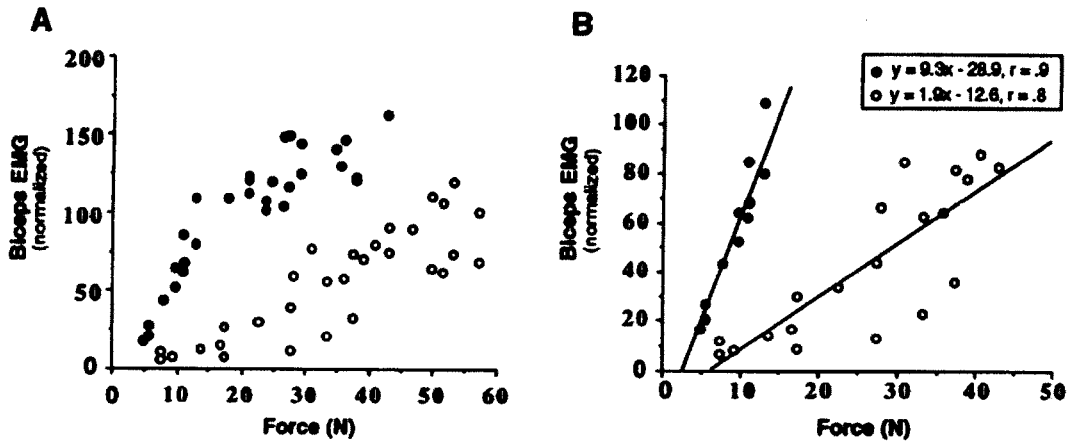 A
200
150
100
50
0
0 10 20 30 40 50 60
Biceps EMG
(normalized)
Force (N)
B
y = 9.3x - 28.9, r = .9
y = 1.9x - 12.6, r = .8
120
100
80
60
40
20
0
0 10 20 30 40 50
Biceps EMG
(normalized)
Force (N)